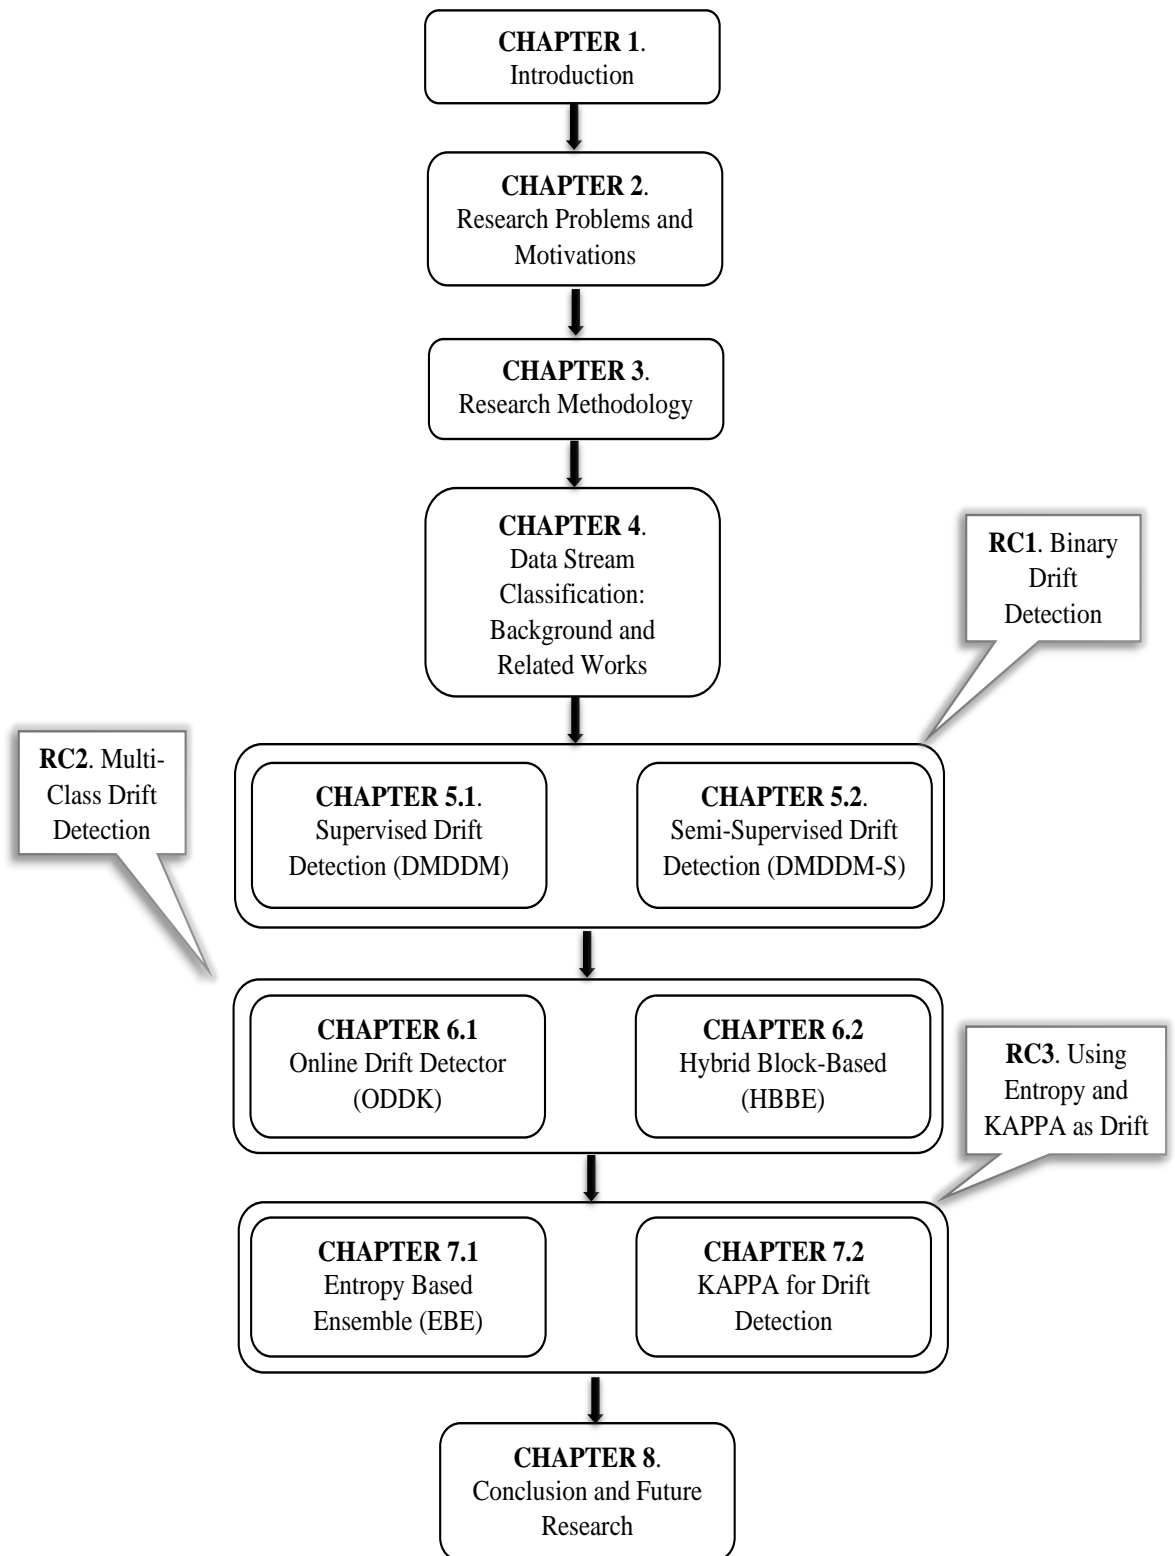 CHAPTER 1.
Introduction
CHAPTER 2.
Research Problems and
Motivations
CHAPTER 3.
Research Methodology
CHAPTER 4.
Data Stream
Classification:
Background and
Related Works
RC1. Binary
Drift
Detection
RC2. Multi-
Class Drift
Detection
CHAPTER 5.1.
Supervised Drift
Detection (DMDDM)
CHAPTER 5.2.
Semi-Supervised Drift
Detection (DMDDM-S)
CHAPTER 6.1
Online Drift Detector
(ODDK)
CHAPTER 6.2
Hybrid Block-Based
(HBBE)
RC3. Using
Entropy and
KAPPA as Drift
CHAPTER 7.1
Entropy Based
Ensemble (EBE)
CHAPTER 7.2
KAPPA for Drift
Detection
CHAPTER 8.
Conclusion and Future
Research